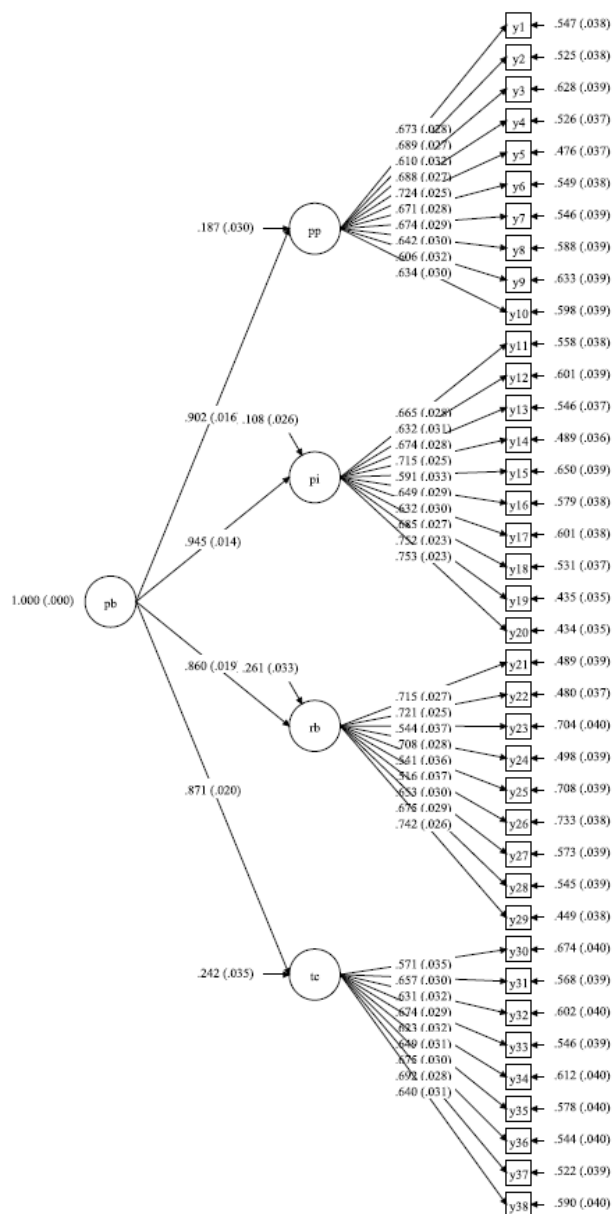 y1 .547 (.038)
y2 .525 (.038)
y3 .628 (.039)
y4 .526 (.037)
y5 .476 (.037)
y6 .549 (.038)
y7 .546 (.039)
y8 .588 (.039)
y9 .633 (.039)
y10 .598 (.039)
.673 (.028)
.689 (.027)
.610 (.032)
.688 (.027)
.724 (.025)
.671 (.028)
.674 (.029)
.642 (.030)
.606 (.032)
.634 (.030)
.187 (.030)
pp
y11 .558 (.038)
y12 .601 (.039)
y13 .546 (.037)
y14 .489 (.036)
y15 .650 (.039)
y16 .579 (.038)
y17 .601 (.038)
y18 .531 (.037)
y19 .435 (.035)
y20 .434 (.035)
.665 (.028)
.632 (.031)
.674 (.028)
.715 (.025)
.591 (.033)
.649 (.029)
.632 (.030)
.685 (.027)
.752 (.023)
.753 (.023)
.902 (.016)
.108 (.026)
pi
.945 (.014)
1.000 (.000)
pb
.860 (.019)
.261 (.033)
rb
y21 .489 (.039)
y22 .480 (.037)
y23 .704 (.040)
y24 .498 (.039)
y25 .708 (.039)
y26 .733 (.038)
y27 .573 (.039)
y28 .545 (.039)
y29 .449 (.038)
.715 (.027)
.721 (.025)
.544 (.037)
.708 (.028)
.541 (.036)
.516 (.037)
.653 (.030)
.675 (.029)
.742 (.026)
.871 (.020)
.242 (.035)
tc
y30 .674 (.040)
y31 .568 (.039)
y32 .602 (.040)
y33 .546 (.039)
y34 .612 (.040)
y35 .578 (.040)
y36 .544 (.040)
y37 .522 (.039)
y38 .590 (.040)
.571 (.035)
.657 (.030)
.631 (.032)
.674 (.029)
.623 (.032)
.649 (.031)
.675 (.030)
.692 (.028)
.640 (.031)